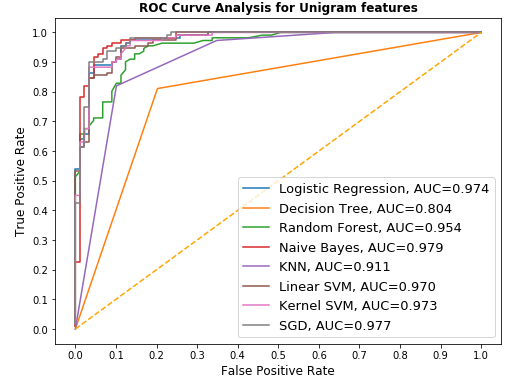 ROC Curve Analysis for Unigram features
True Positive Rate
1.0
0.9
0.8
0.7
0.6
0.5
0.4
0.3
0.2
0.1
0.0
Logistic Regression, AUC=0.974
Decision Tree, AUC=0.804
Random Forest, AUC=0.954
Naive Bayes, AUC=0.979
KNN, AUC=0.911
Linear SVM, AUC=0.970
Kernel SVM, AUC=0.973
SGD, AUC=0.977
0.0 0.1 0.2 0.3 0.4 0.5 0.6 0.7 0.8 0.9 1.0
False Positive Rate